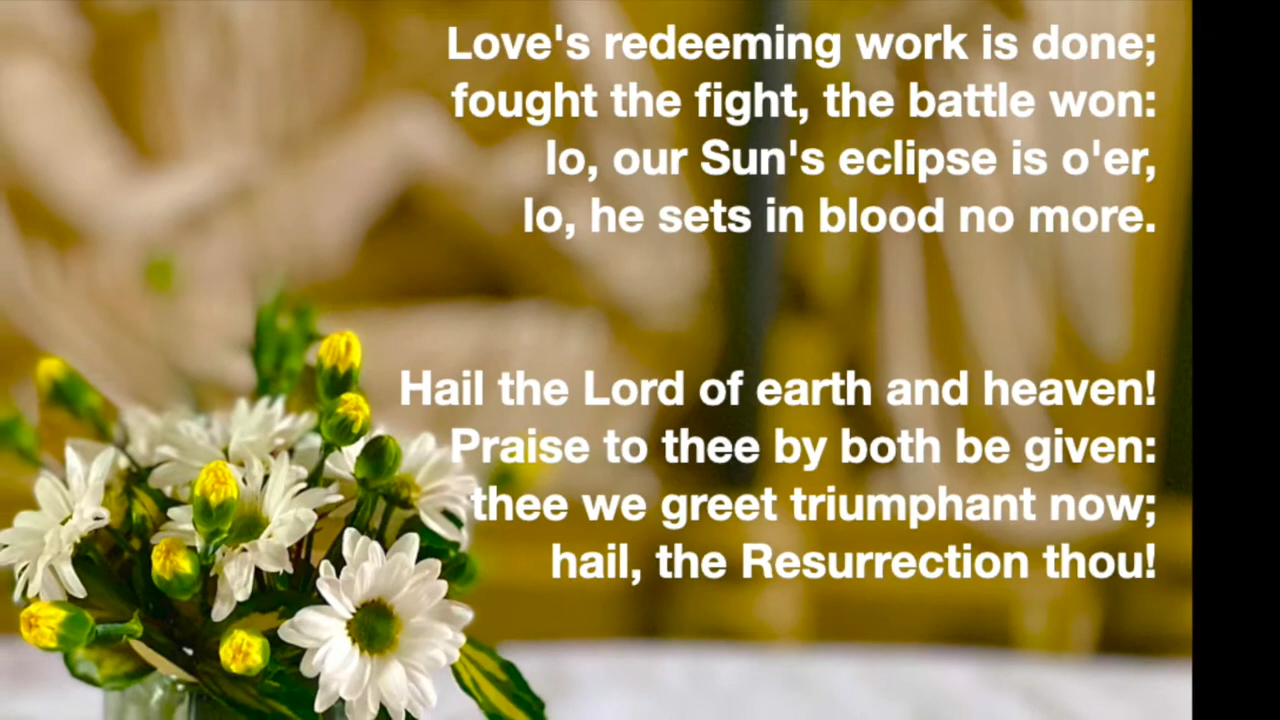 Love's redeeming work is done;
fought the fight, the battle won:
lo, our Sun's eclipse is o'er,
lo, he sets in blood no more.
Hail the Lord of earth and heaven!
Praise to thee by both be given:
thee we greet triumphant now;
hail, the Resurrection thou!